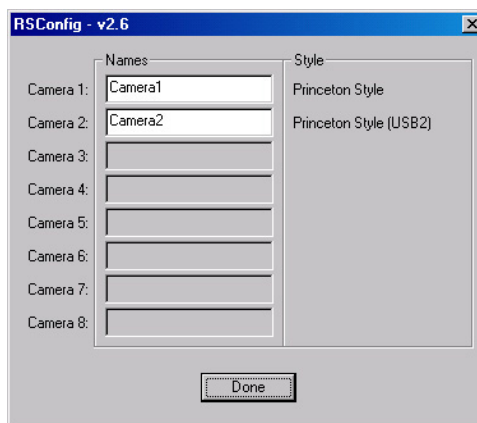 RSConfig - v2.6
Names Style
Camera 1: Camera1 Princeton Style
Camera 2: Camera2 Princeton Style (USB2)
Camera 3:
Camera 4:
Camera 5:
Camera 6:
Camera 7:
Camera 8:
Done